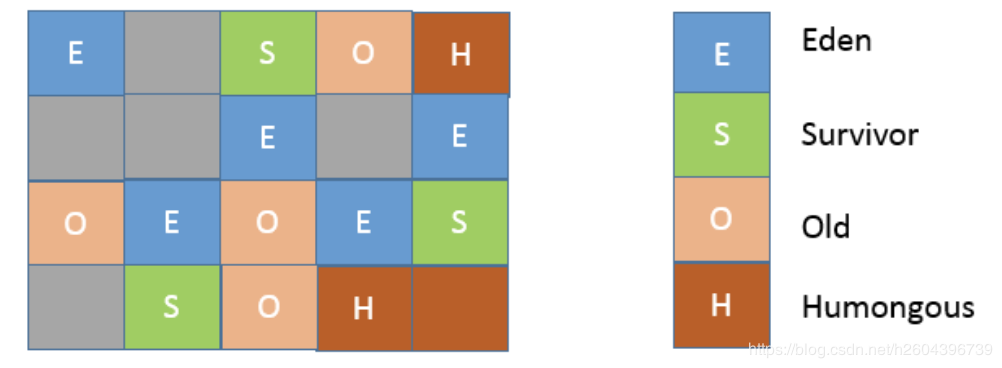 E S O H
E E
O E O E S
S O H
E Eden
S Survivor
O Old
H Humongous
https://blog.csdn.net/h2604396739